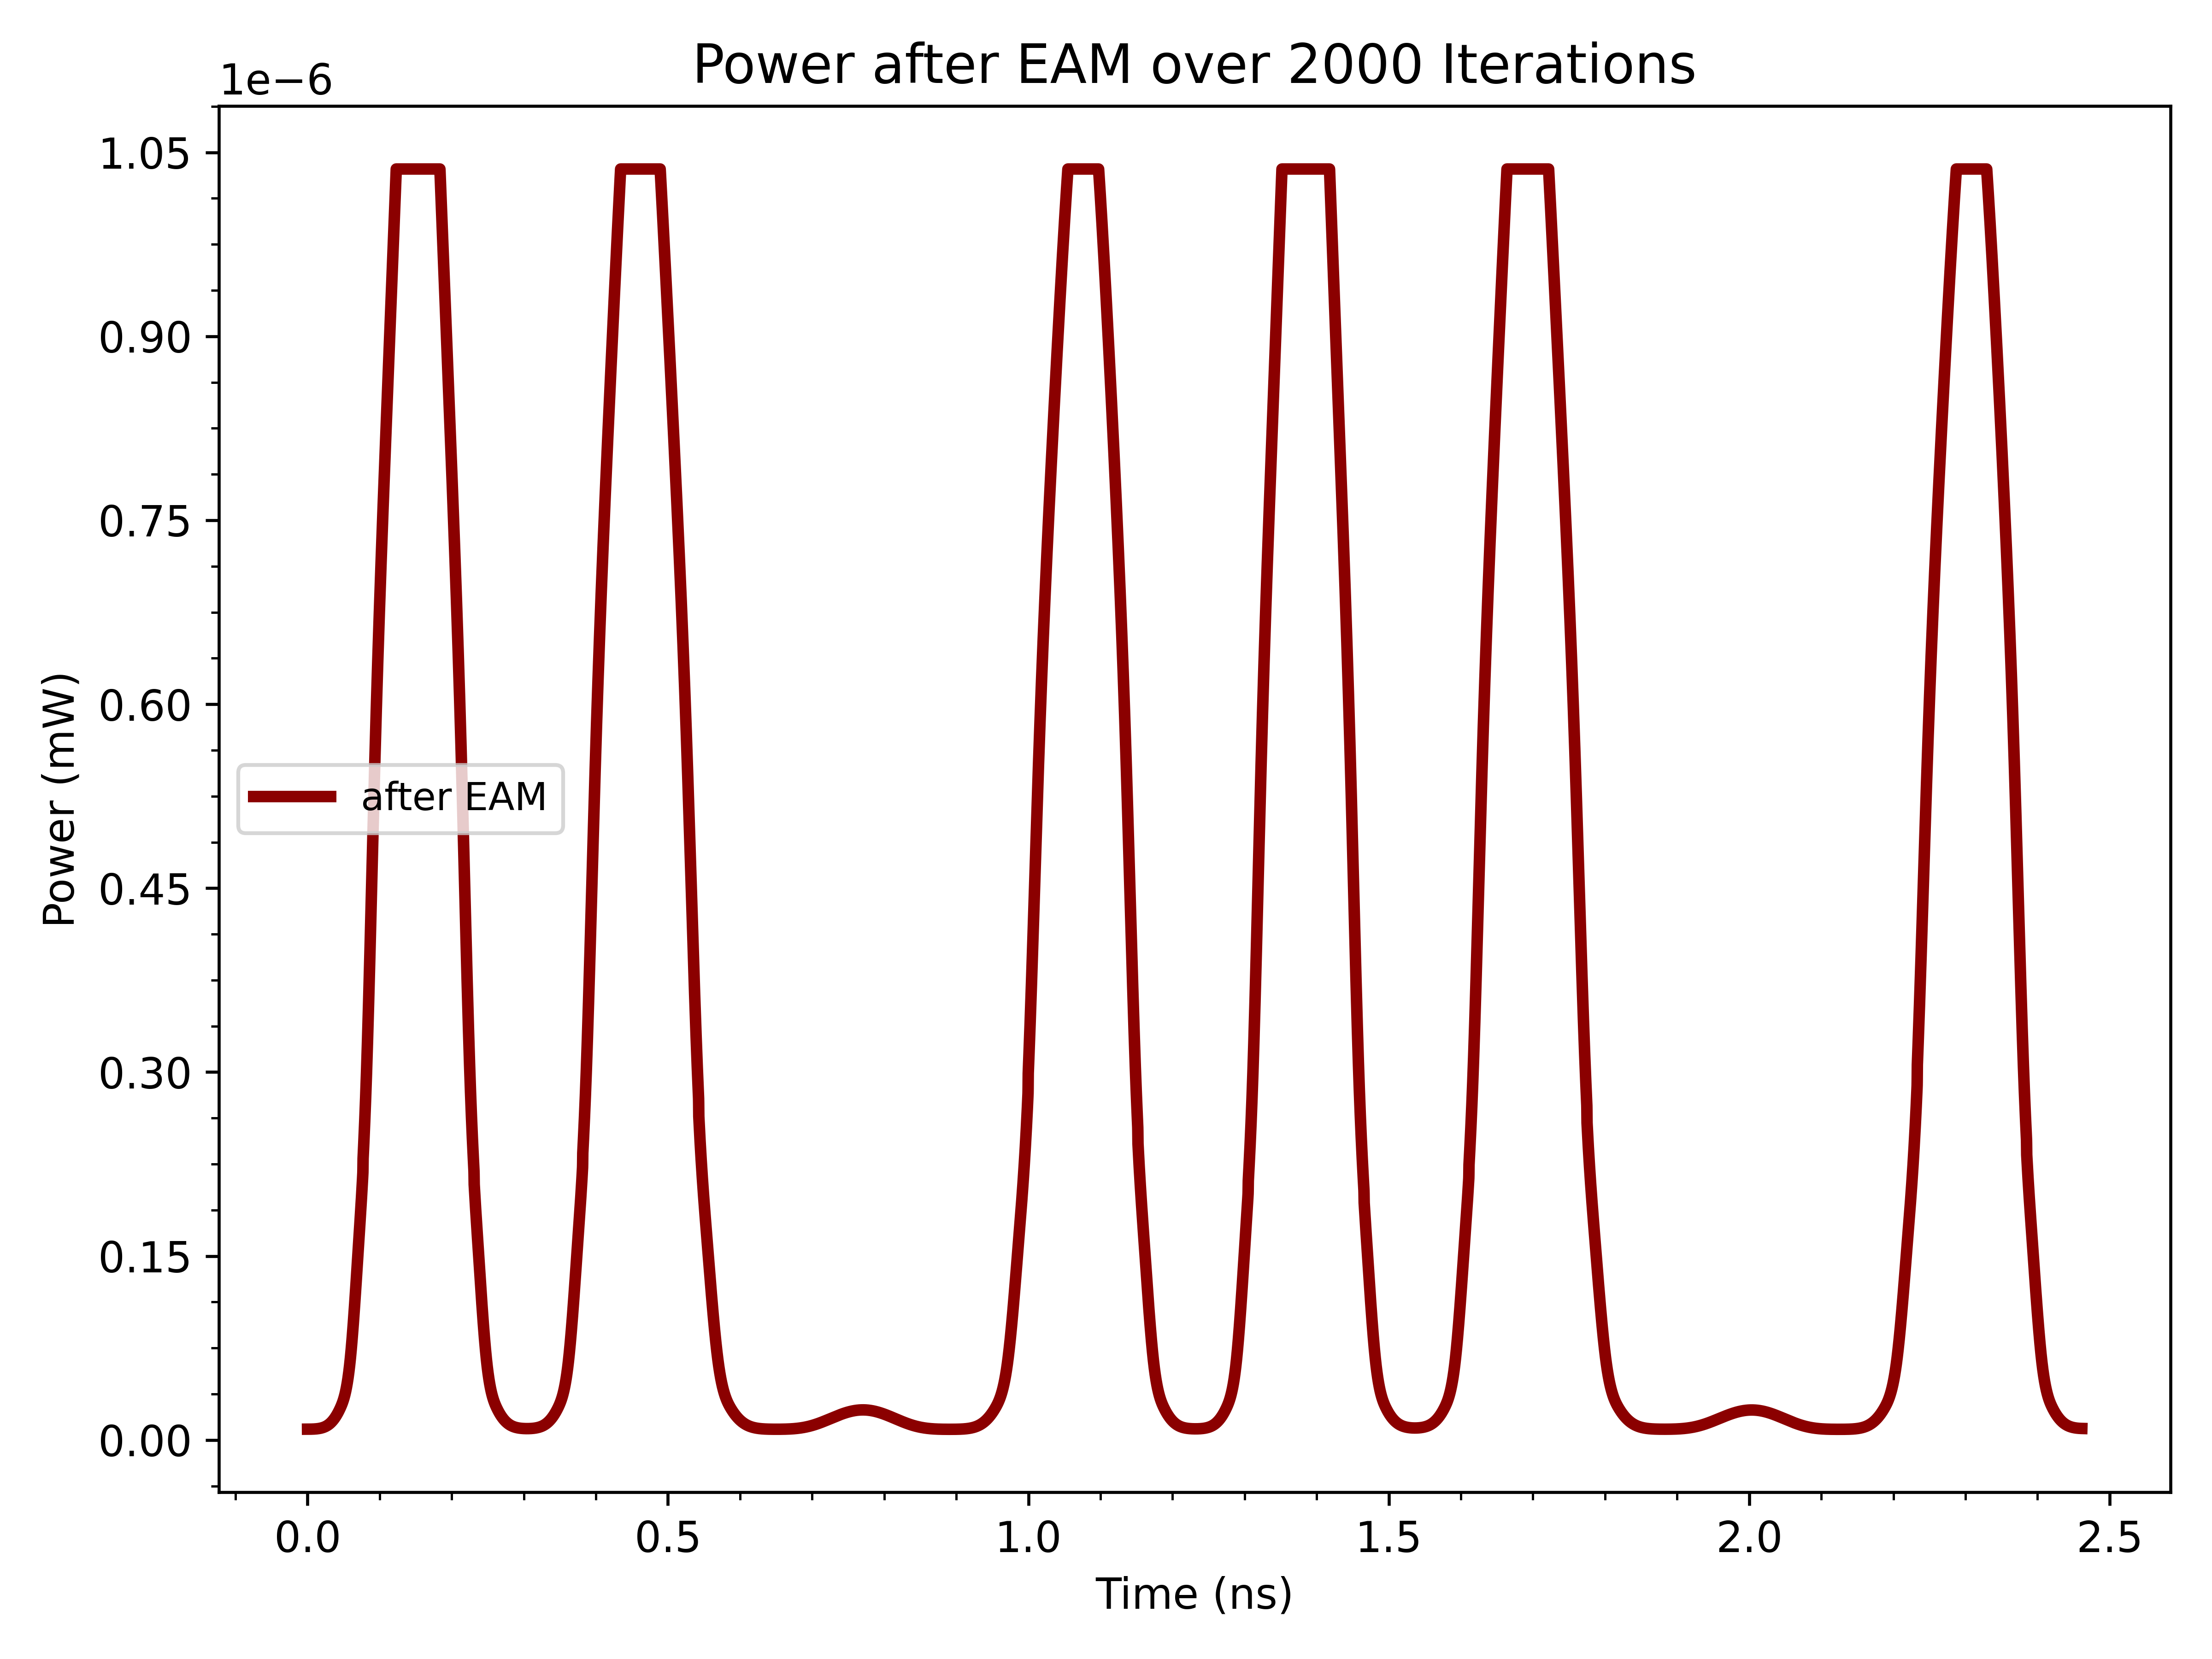 Power after EAM over 2000 Iterations
1e−6
1.05
0.90
0.75
0.60
0.45
0.30
0.15
0.00
Power (mW)
after EAM
0.0 0.5 1.0 1.5 2.0 2.5
Time (ns)